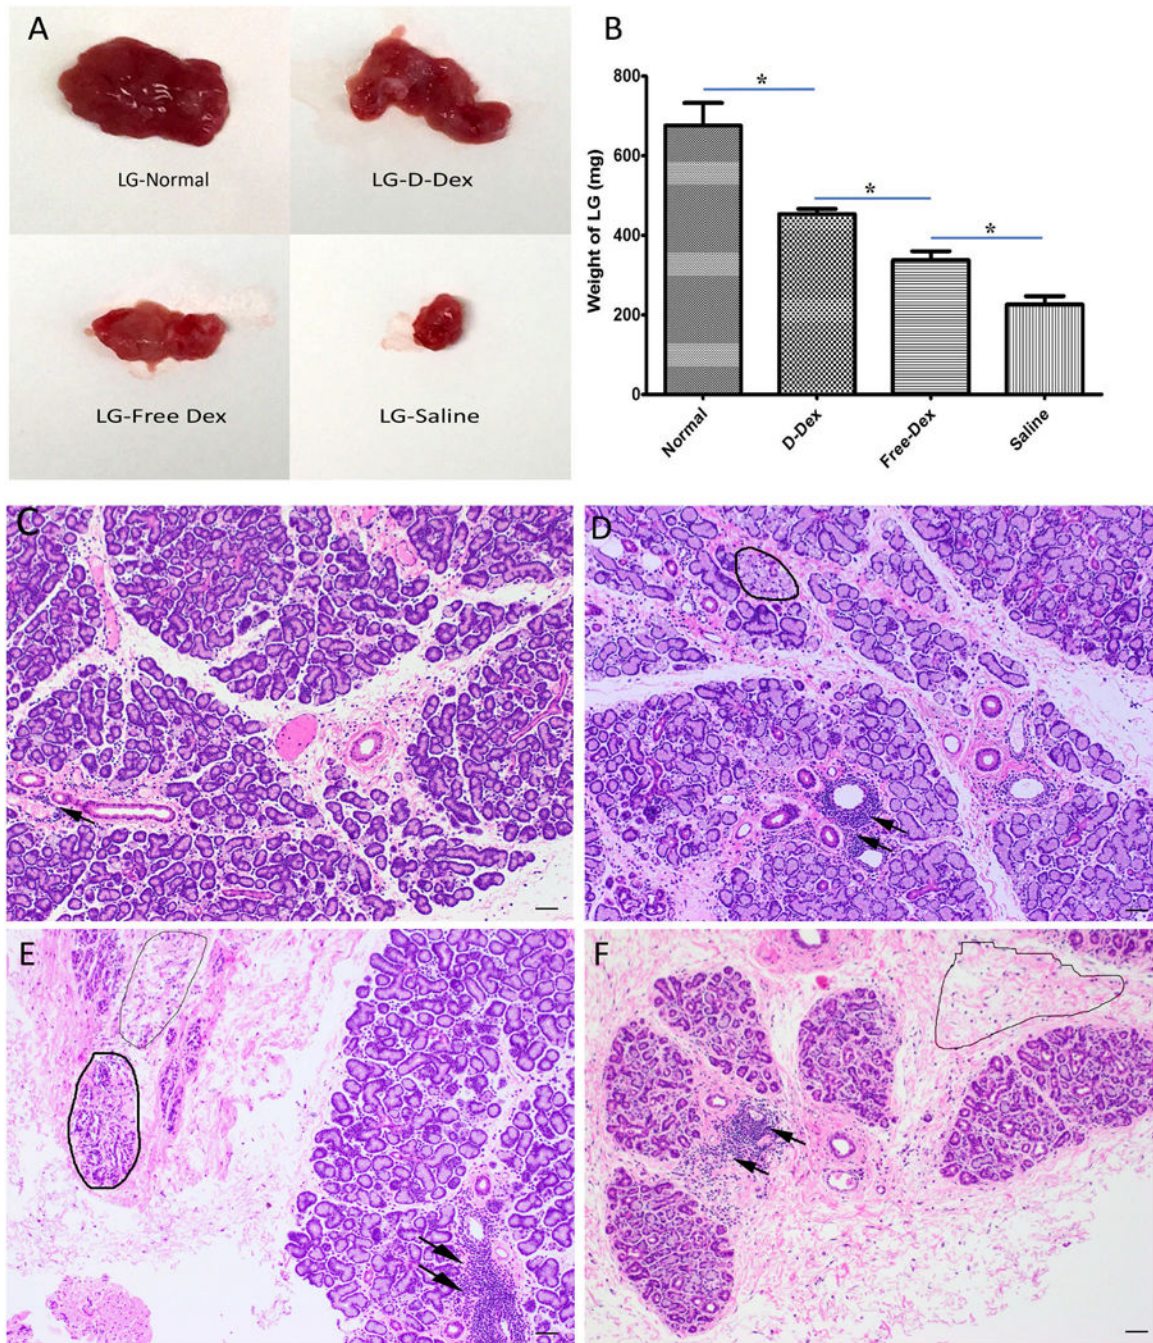 A
LG-Normal
LG-D-Dex
LG-Free Dex
LG-Saline
B
Weight of LG (mg)
800
600
400
200
0
*
*
*
Normal
D-Dex
Free-Dex
Saline
C
D
E
F